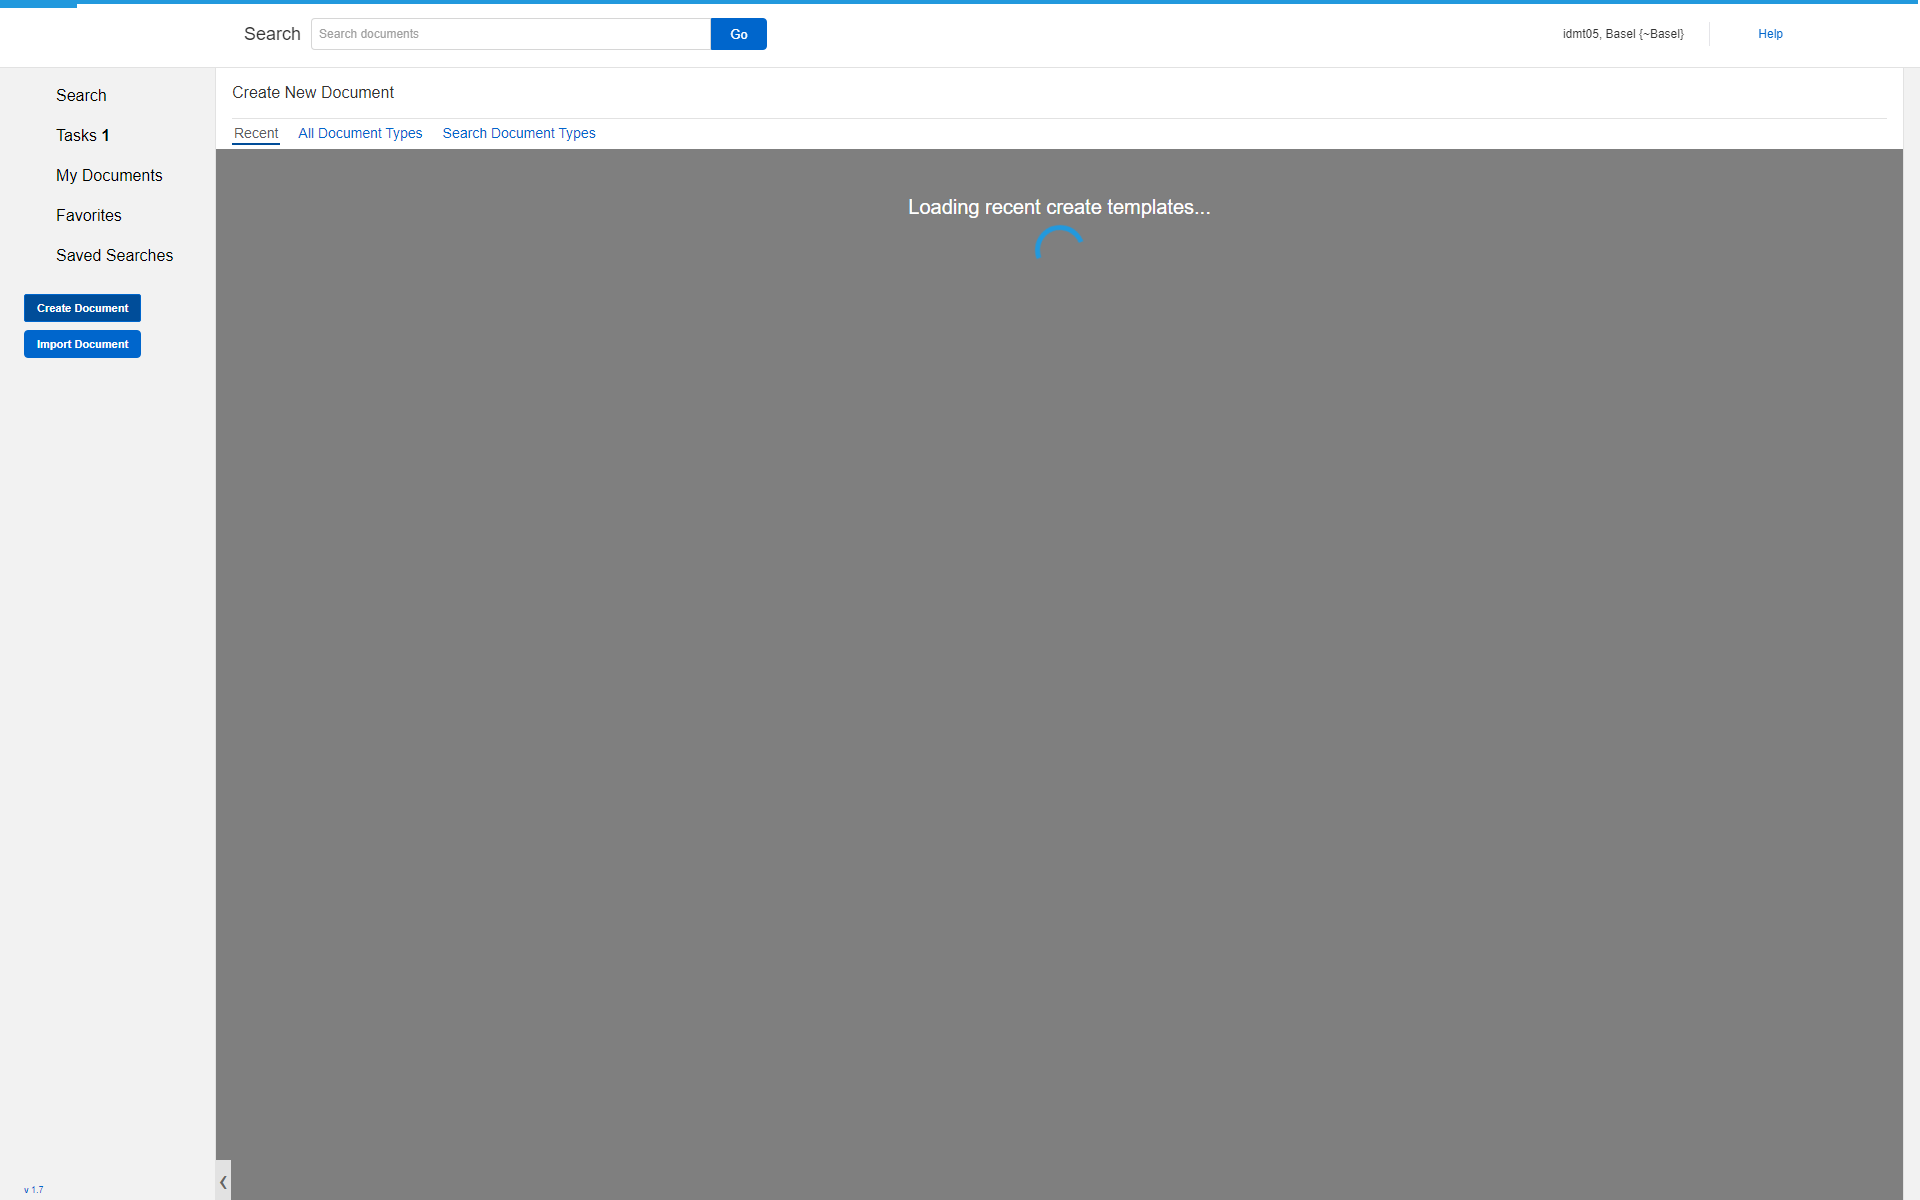 Search
Search documents
Go
idmt05, Basel {~Basel}
Help
Search
Tasks 1
My Documents
Favorites
Saved Searches
Create Document
Import Document
Create New Document
Recent
All Document Types
Search Document Types
Loading recent create templates...
v 1.7